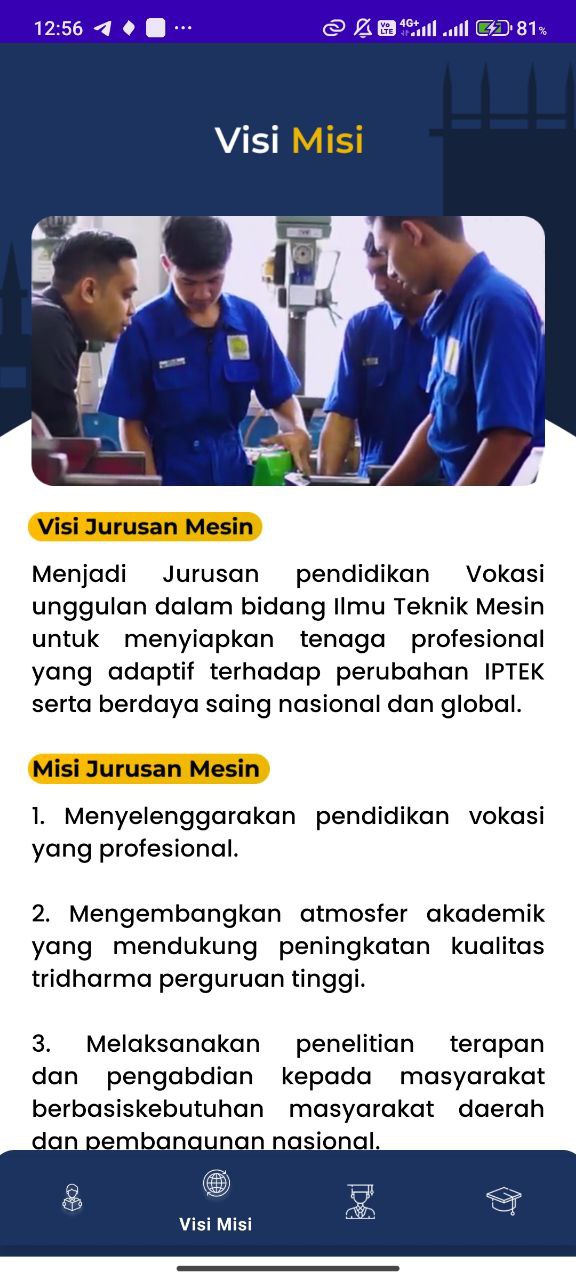 12:56
Vo
LTE
4G+
81%
Visi Misi
Visi Jurusan Mesin
Menjadi Jurusan pendidikan Vokasi
unggulan dalam bidang Ilmu Teknik Mesin
untuk menyiapkan tenaga profesional
yang adaptif terhadap perubahan IPTEK
serta berdaya saing nasional dan global.
Misi Jurusan Mesin
1. Menyelenggarakan pendidikan vokasi
yang profesional.
2. Mengembangkan atmosfer akademik
yang mendukung peningkatan kualitas
tridharma perguruan tinggi.
3. Melaksanakan penelitian terapan
dan pengabdian kepada masyarakat
berbasiskebutuhan masyarakat daerah
dan pembangunan nasional.
Visi Misi